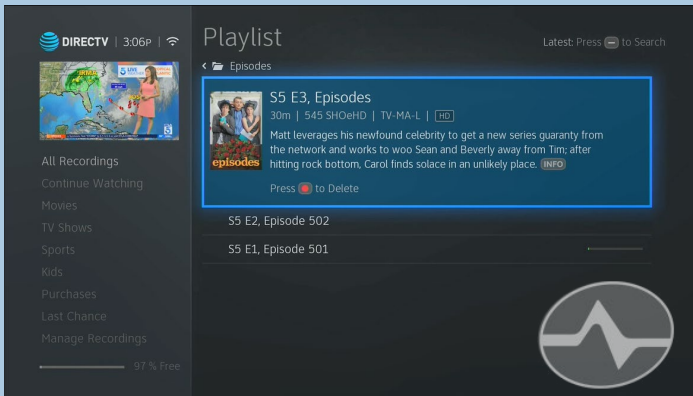 DIRECTV | 3:06P |
5 LIVE
All Recordings
Continue Watching
Movies
TV Shows
Sports
Kids
Purchases
Last Chance
Manage Recordings
97% Free
Playlist
Latest: Press – to Search
< Episodes
episodes
S5 E3, Episodes
30m | 545 SHOeHD | TV-MA-L | HD
Matt leverages his newfound celebrity to get a new series guaranty from
the network and works to woo Sean and Beverly away from Tim; after
hitting rock bottom, Carol finds solace in an unlikely place. INFO
Press to Delete
S5 E2, Episode 502
S5 E1, Episode 501